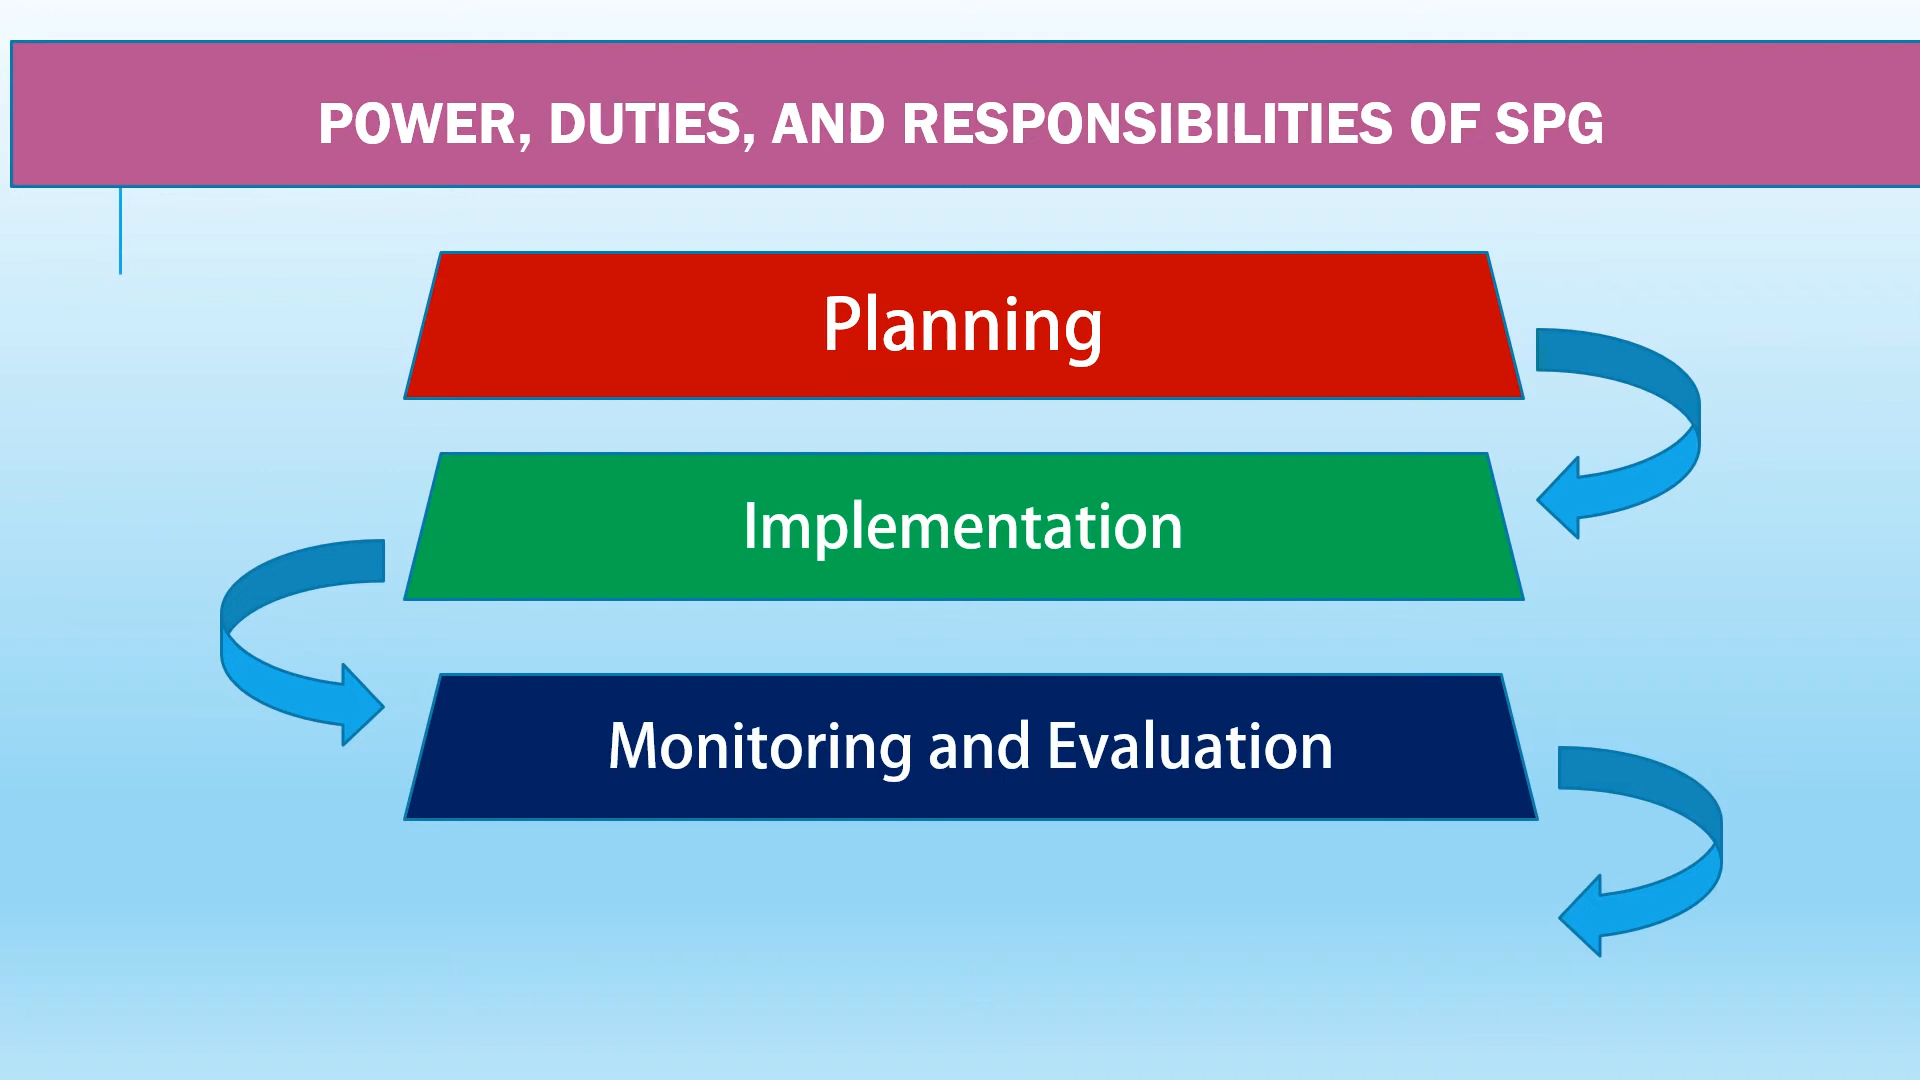 POWER, DUTIES, AND RESPONSIBILITIES OF SPG
Planning
Implementation
Monitoring and Evaluation